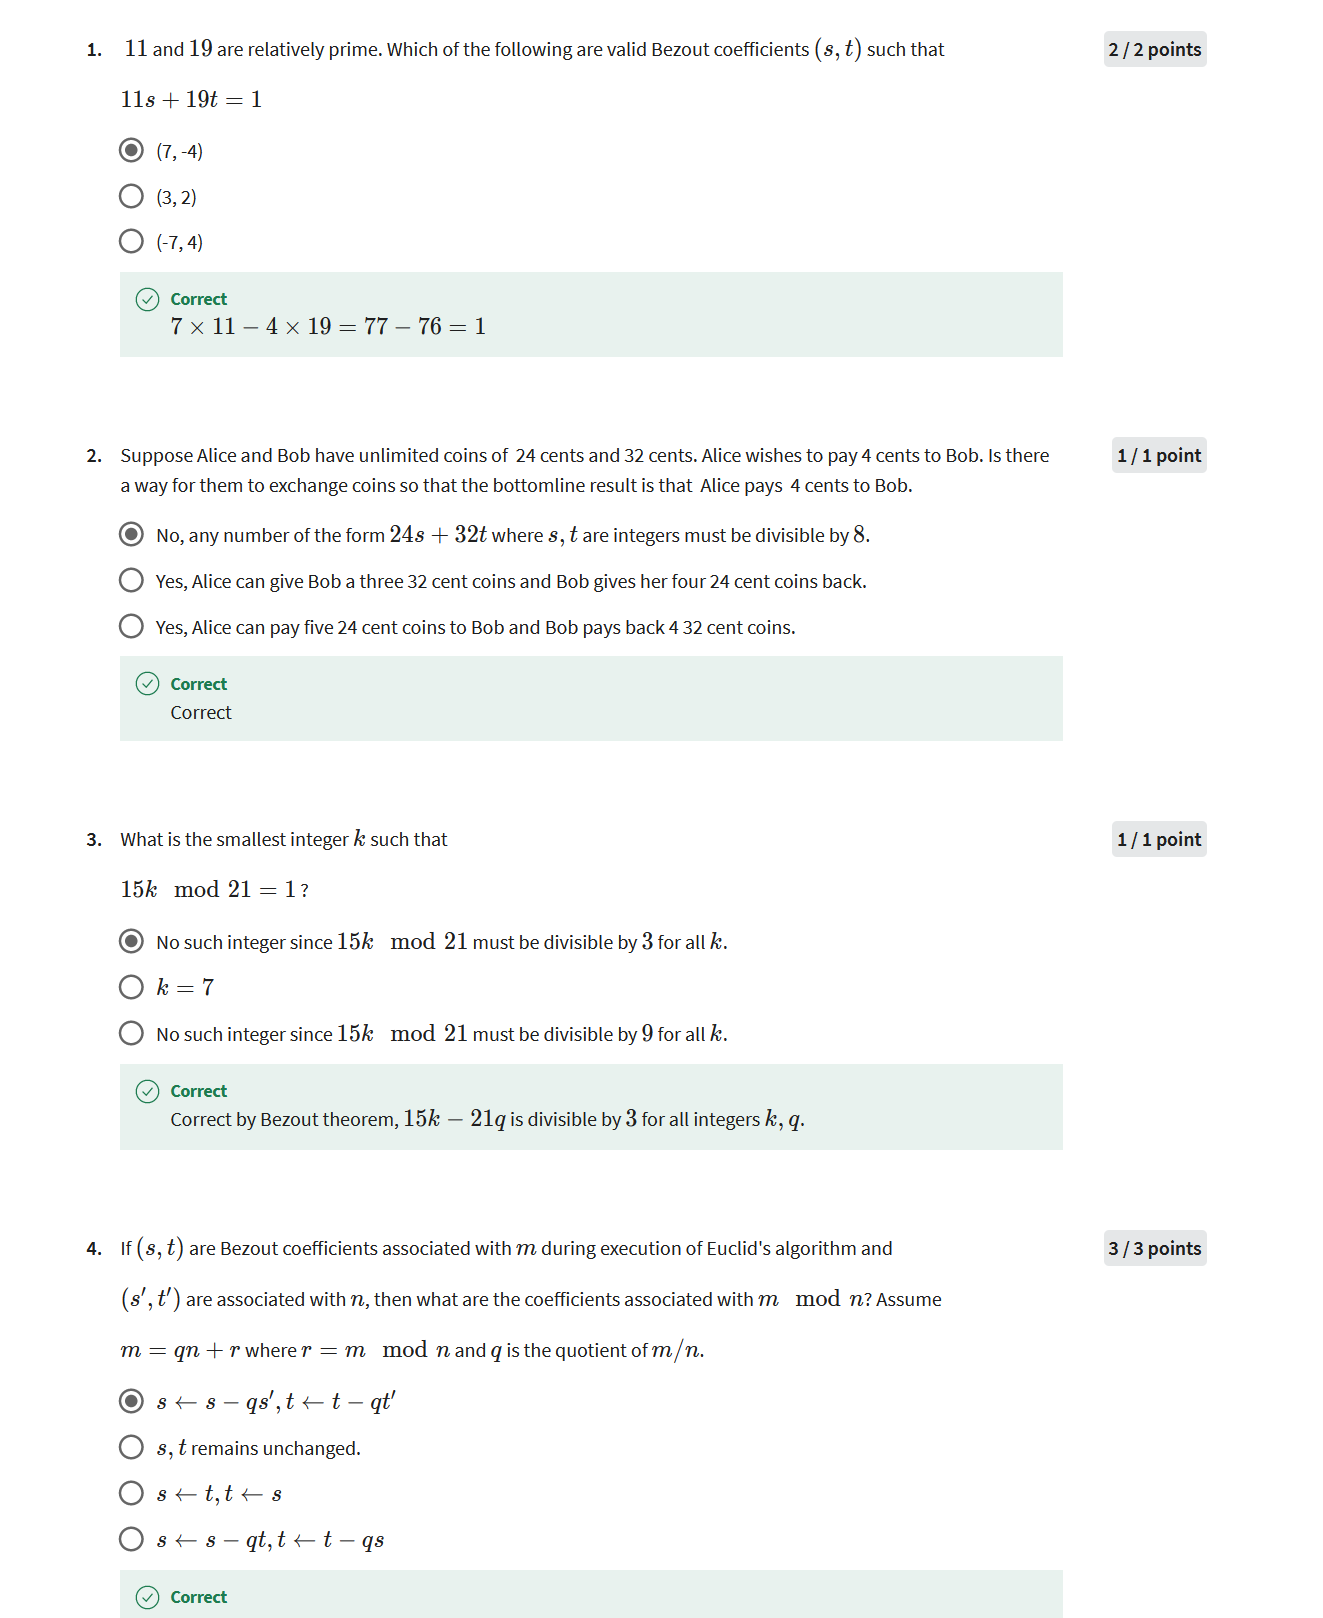 1. 11 and 19 are relatively prime. Which of the following are valid Bezout coefficients (s, t) such that
2 / 2 points
11s + 19t = 1
(7, -4)
(3, 2)
(-7, 4)
Correct
7 × 11 − 4 × 19 = 77 − 76 = 1
2. Suppose Alice and Bob have unlimited coins of 24 cents and 32 cents. Alice wishes to pay 4 cents to Bob. Is there
1 / 1 point
a way for them to exchange coins so that the bottomline result is that Alice pays 4 cents to Bob.
No, any number of the form 24s + 32t where s, t are integers must be divisible by 8.
Yes, Alice can give Bob a three 32 cent coins and Bob gives her four 24 cent coins back.
Yes, Alice can pay five 24 cent coins to Bob and Bob pays back 4 32 cent coins.
Correct
Correct
3. What is the smallest integer k such that
1 / 1 point
15k mod 21 = 1?
No such integer since 15k mod 21 must be divisible by 3 for all k.
k = 7
No such integer since 15k mod 21 must be divisible by 9 for all k.
Correct
Correct by Bezout theorem, 15k − 21q is divisible by 3 for all integers k, q.
4. If (s, t) are Bezout coefficients associated with m during execution of Euclid's algorithm and
3 / 3 points
(s′, t′) are associated with n, then what are the coefficients associated with m mod n? Assume
m = qn + r where r = m mod n and q is the quotient of m/n.
s ← s − qs′, t ← t − qt′
s, t remains unchanged.
s ← t, t ← s
s ← s − qt, t ← t − qs
Correct